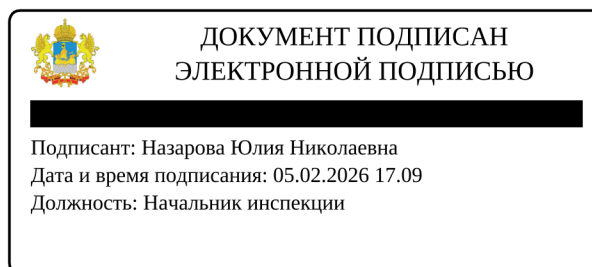 ДОКУМЕНТ ПОДПИСАН
ЭЛЕКТРОННОЙ ПОДПИСЬЮ
Подписант: Назарова Юлия Николаевна
Дата и время подписания: 05.02.2026 17.09
Должность: Начальник инспекции